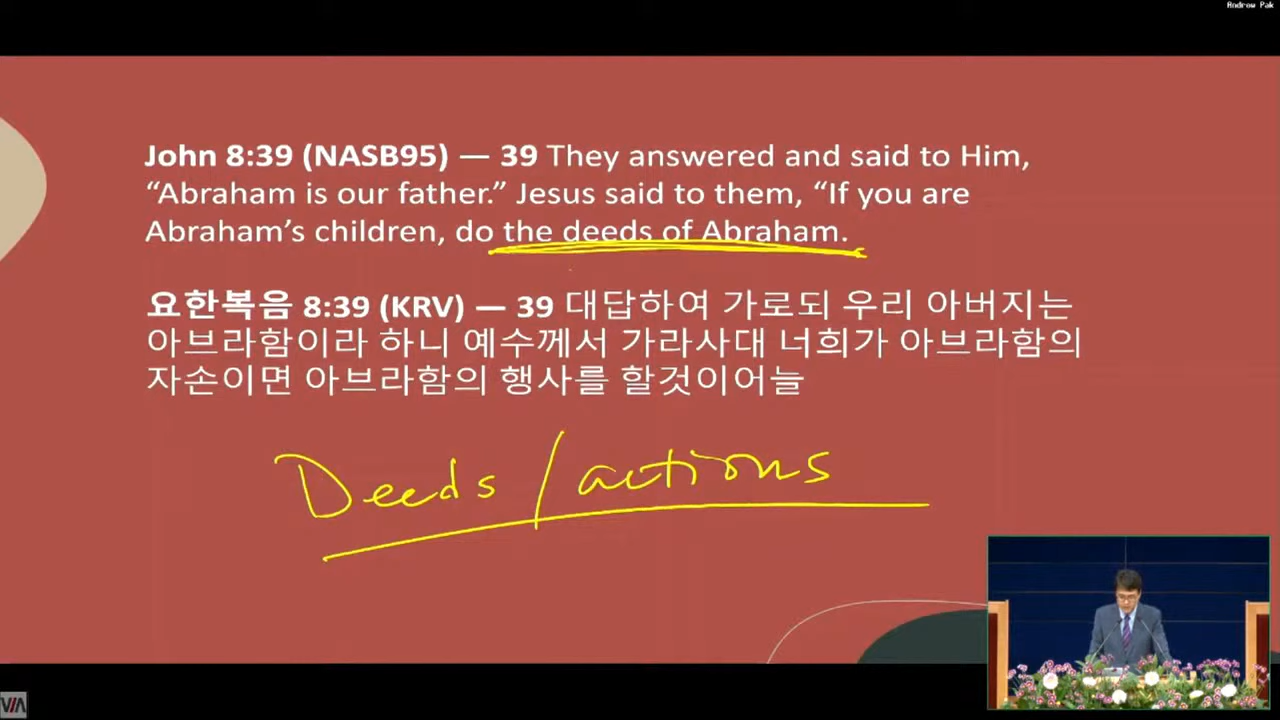 Andrew Pak
John 8:39 (NASB95) — 39 They answered and said to Him,
“Abraham is our father.” Jesus said to them, “If you are
Abraham’s children, do the deeds of Abraham.
요한복음 8:39 (KRV) — 39 대답하여 가로되 우리 아버지는
아브라함이라 하니 예수께서 가라사대 너희가 아브라함의
자손이면 아브라함의 행사를 할것이어늘
Deeds / actions
VIA